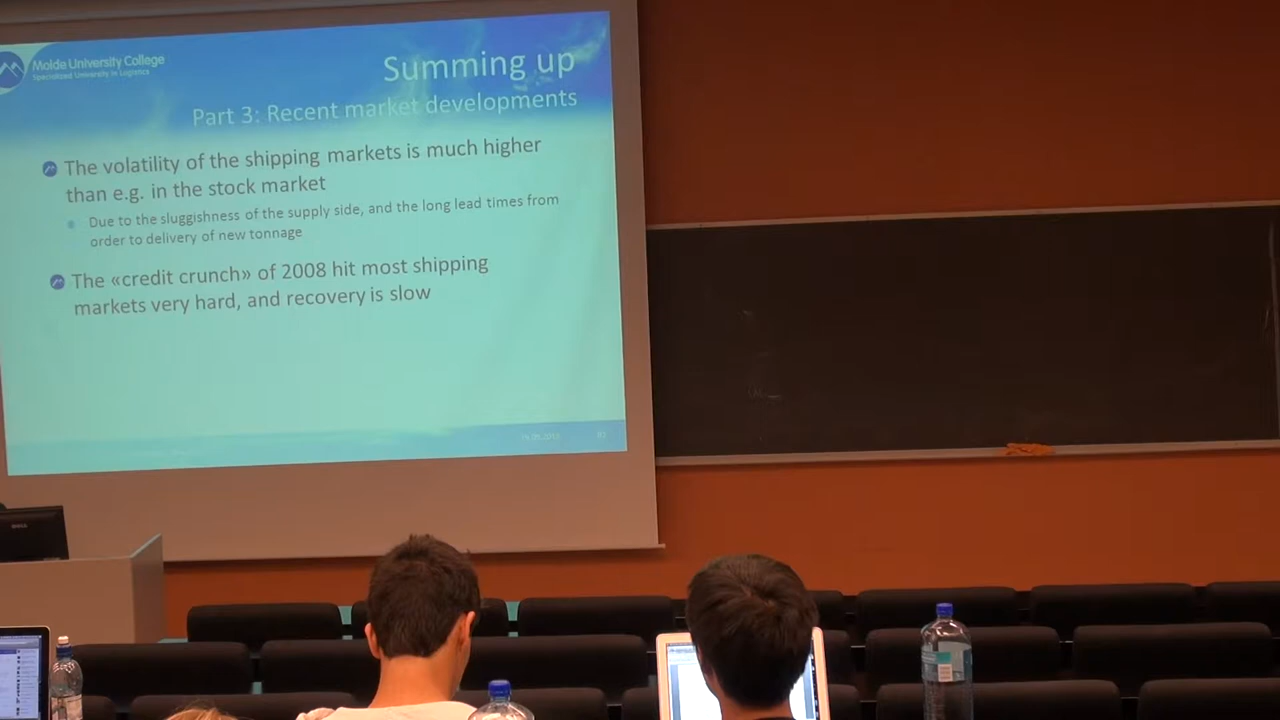 Molde University College
Specialized University in Logistics
Summing up
Part 3: Recent market developments
The volatility of the shipping markets is much higher
than e.g. in the stock market
Due to the sluggishness of the supply side, and the long lead times from
order to delivery of new tonnage
The «credit crunch» of 2008 hit most shipping
markets very hard, and recovery is slow